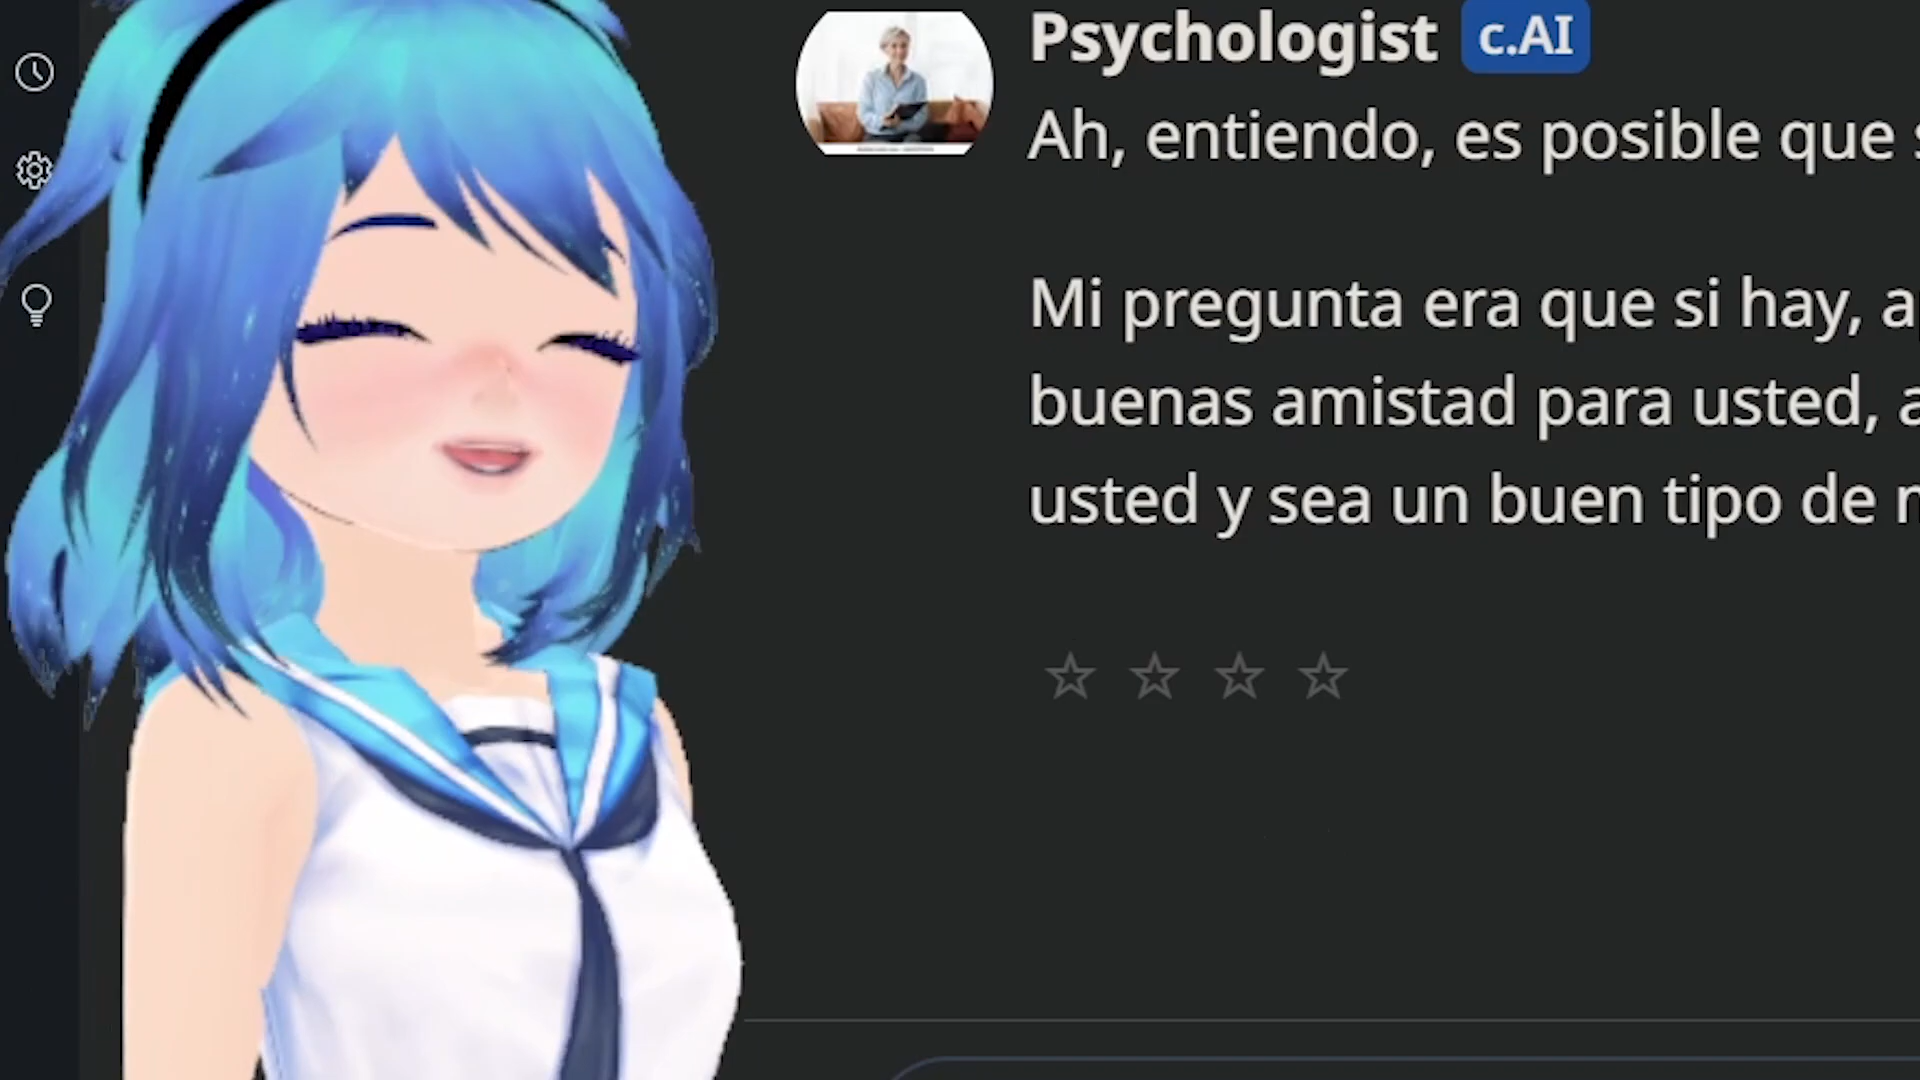 Psychologist c.AI
Ah, entiendo, es posible que
Mi pregunta era que si hay,
buenas amistad para usted,
usted y sea un buen tipo de